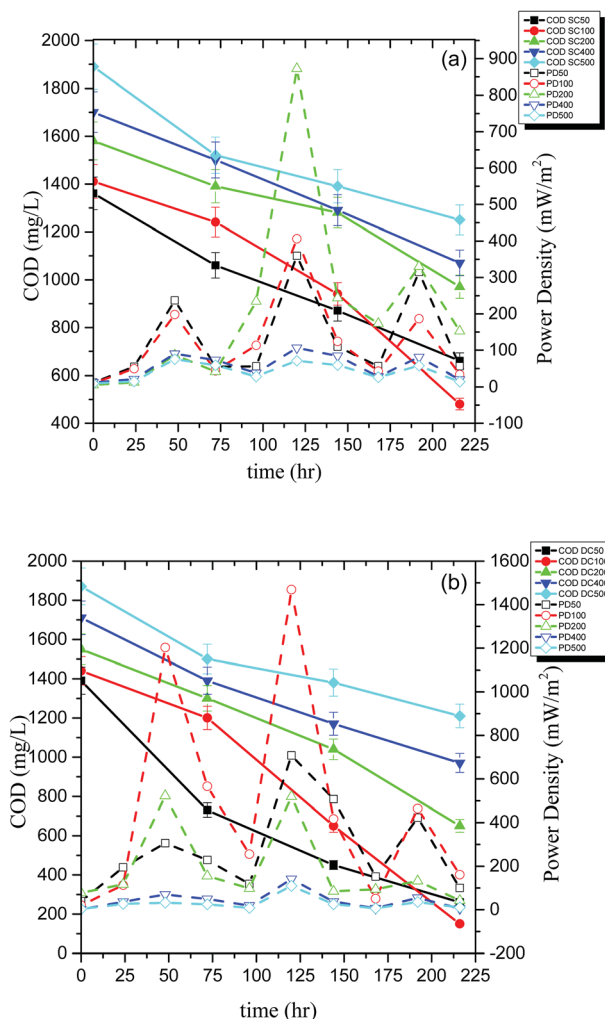 COD SC50
COD SC100
COD SC200
COD SC400
COD SC500
PD50
PD100
PD200
PD400
PD500
(a)
2000
1800
1600
1400
1200
1000
800
600
400
COD (mg/L)
900
800
700
600
500
400
300
200
100
0
-100
Power Density (mW/m²)
0 25 50 75 100 125 150 175 200 225
time (hr)
COD DC50
COD DC100
COD DC200
COD DC400
COD DC500
PD50
PD100
PD200
PD400
PD500
(b)
2000
1800
1600
1400
1200
1000
800
600
400
200
0
COD (mg/L)
1600
1400
1200
1000
800
600
400
200
0
-200
Power Density (mW/m²)
0 25 50 75 100 125 150 175 200 225
time (hr)